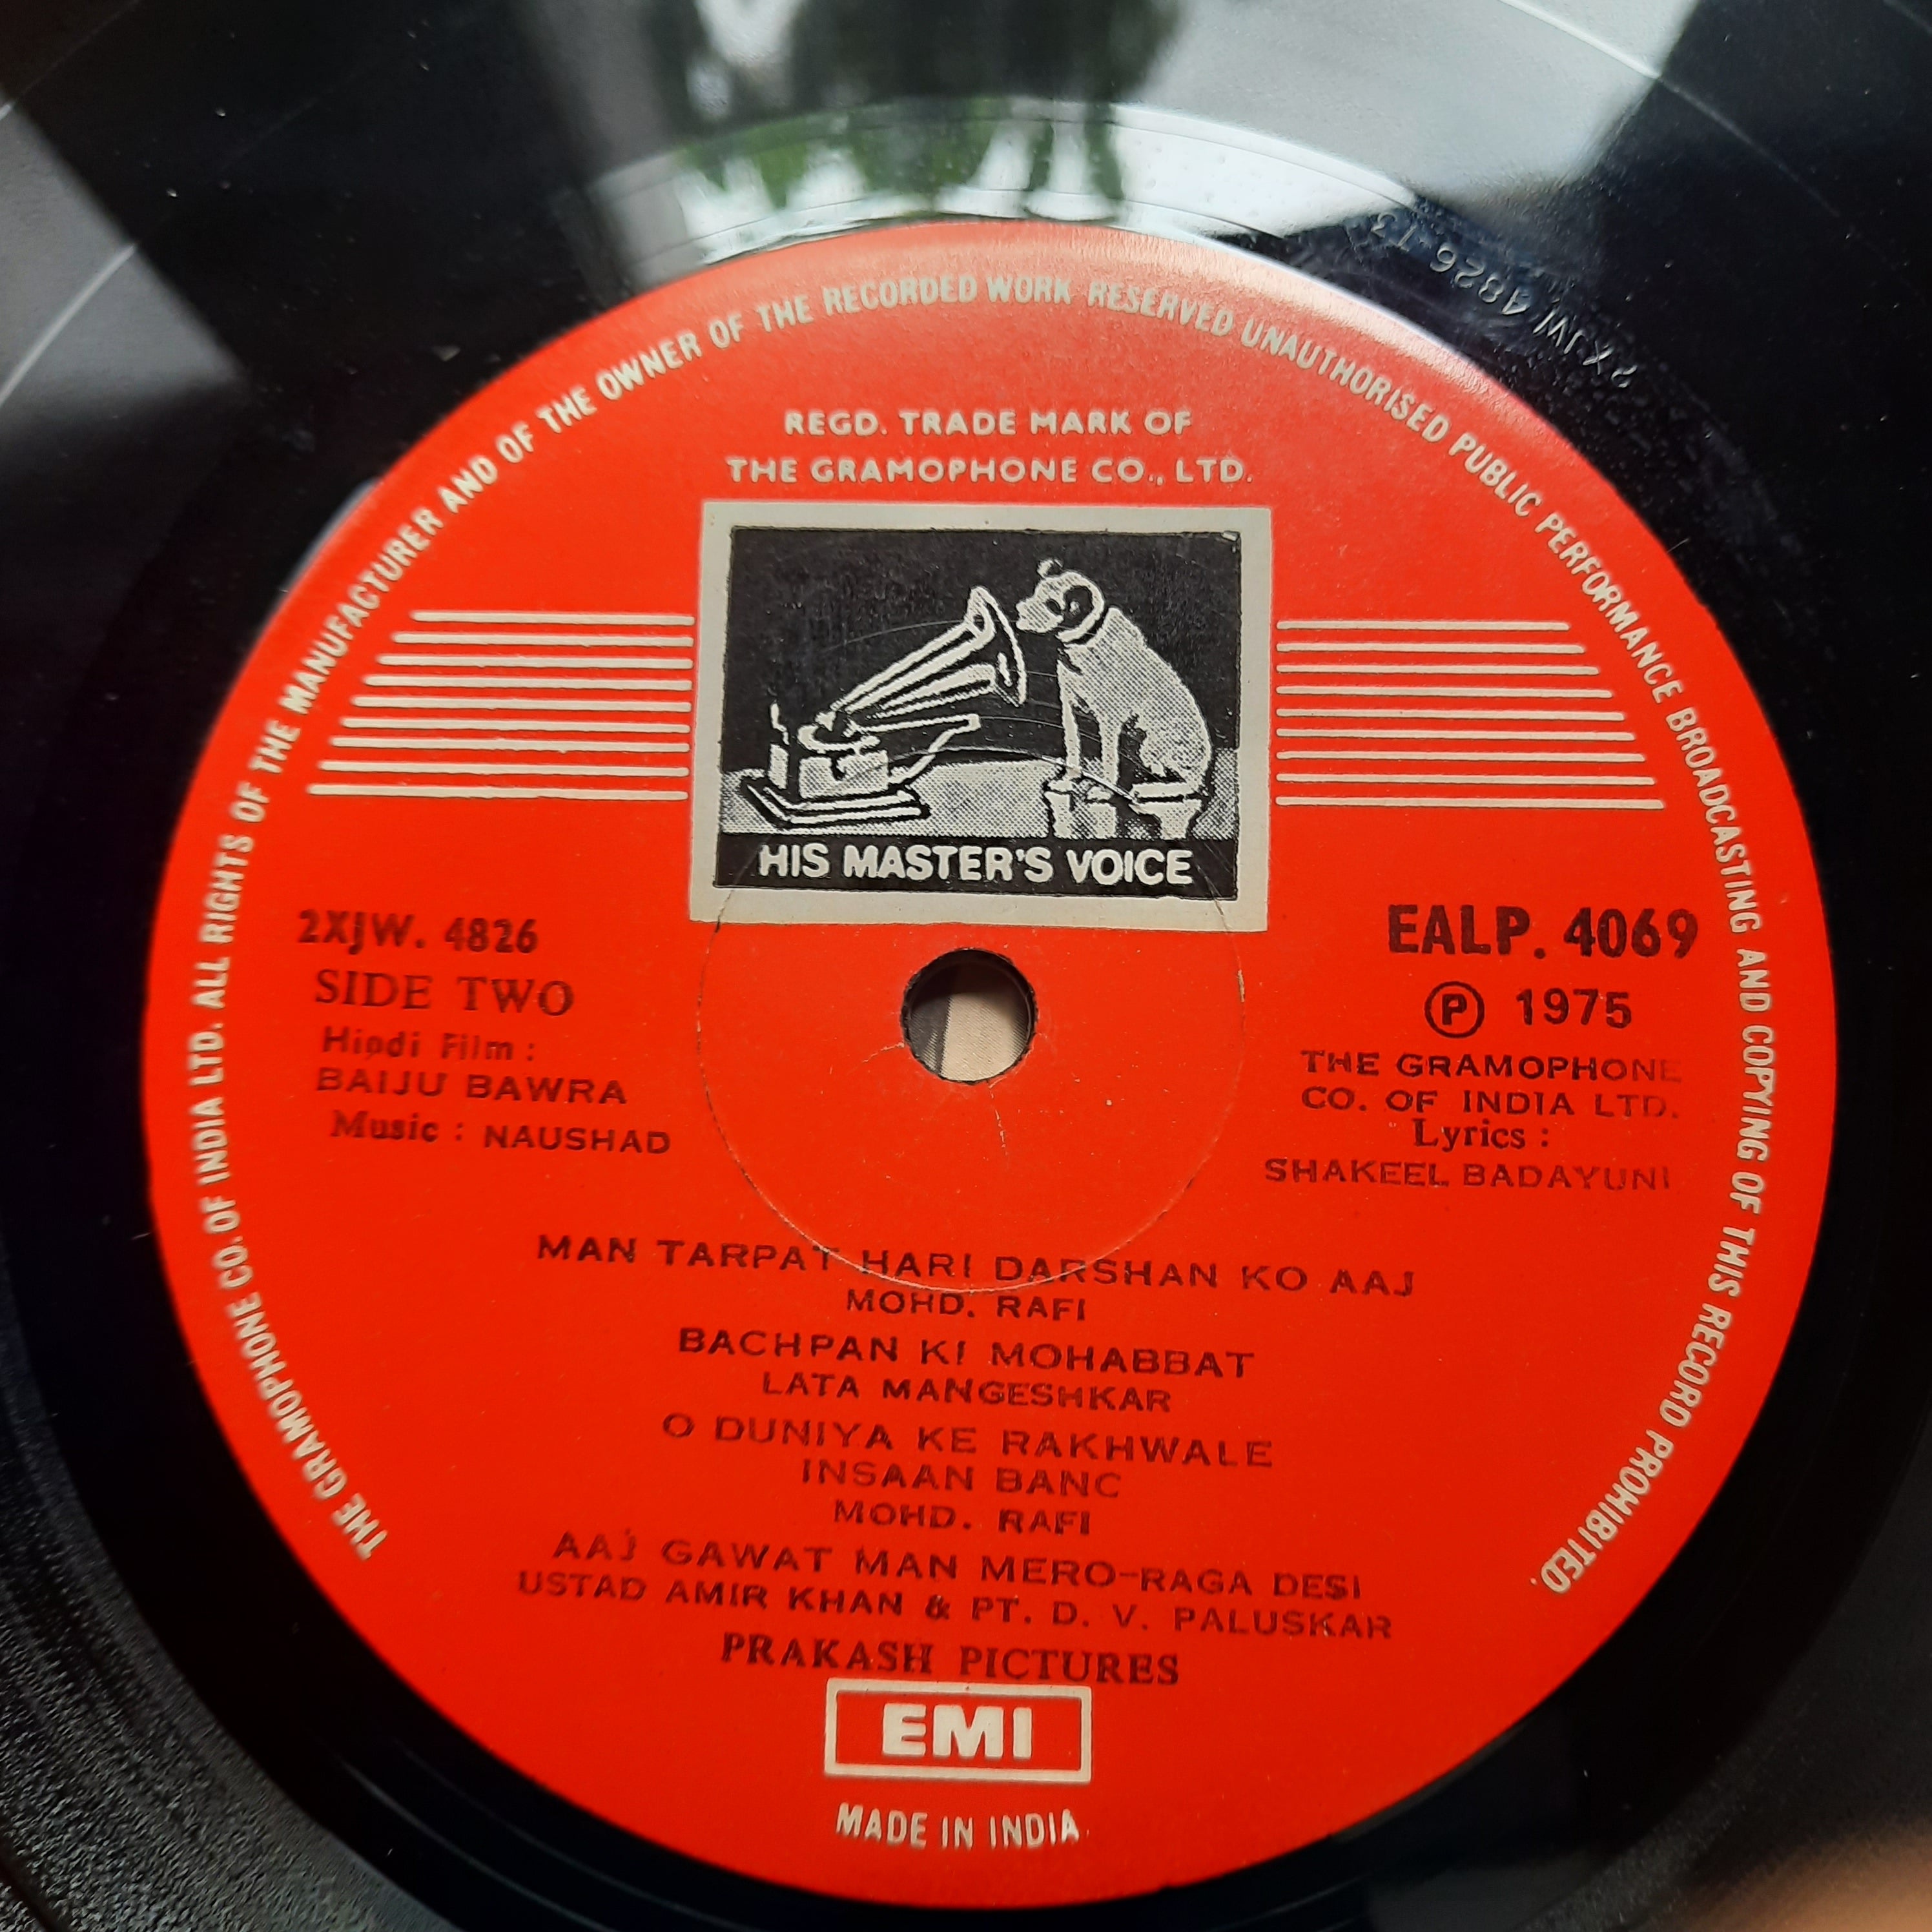 THE GRAMOPHONE CO. OF INDIA LTD. ALL RIGHTS OF THE MANUFACTURER AND OF THE OWNER OF THE RECORDED WORK RESERVED UNAUTHORISED PUBLIC PERFORMANCE BROADCASTING AND COPYING OF THIS RECORD PROHIBITED.
2XJW 4826-T3
REGD. TRADE MARK OF
THE GRAMOPHONE CO., LTD.
HIS MASTER'S VOICE
2XJW. 4826
SIDE TWO
Hindi Film :
BAIJU BAWRA
Music : NAUSHAD
EALP. 4069
Ⓟ 1975
THE GRAMOPHONE
CO. OF INDIA LTD.
Lyrics :
SHAKEEL BADAYUNI
MAN TARPAT HARI DARSHAN KO AAJ
MOHD. RAFI
BACHPAN KI MOHABBAT
LATA MANGESHKAR
O DUNIYA KE RAKHWALE
INSAAN BANC
MOHD. RAFI
AAJ GAWAT MAN MERO-RAGA DESI
USTAD AMIR KHAN & PT. D. V. PALUSKAR
PRAKASH PICTURES
EMI
MADE IN INDIA